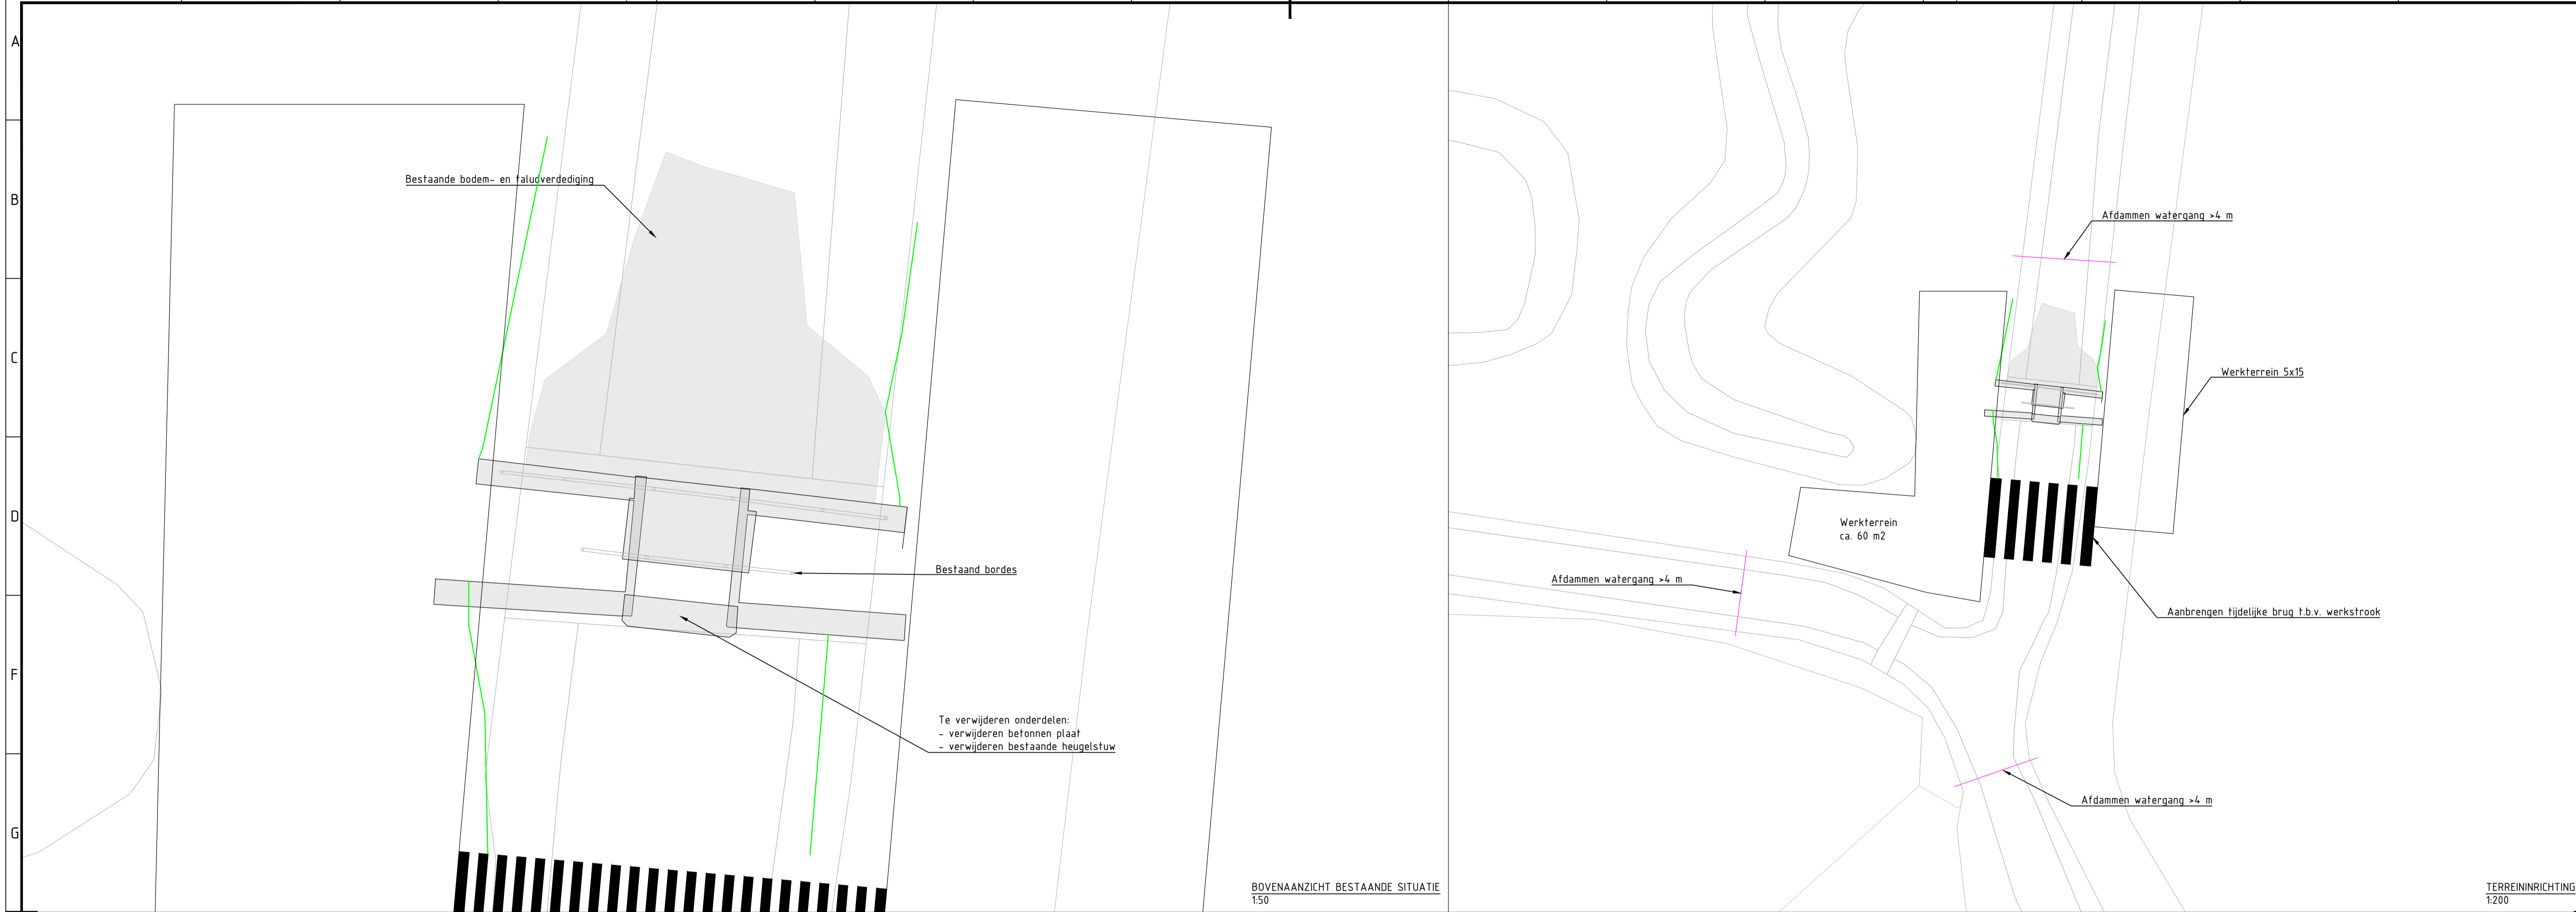 A
B
C
D
F
G
Bestaande bodem- en taludverdediging
Bestaand bordes
Te verwijderen onderdelen:
- verwijderen betonnen plaat
- verwijderen bestaande heugelstuw
BOVENAANZICHT BESTAANDE SITUATIE
1:50
Afdammen watergang >4 m
Werkterrein 5x15
Werkterrein
ca. 60 m2
Afdammen watergang >4 m
Aanbrengen tijdelijke brug t.b.v. werkstrook
Afdammen watergang >4 m
TERREININRICHTING
1:200